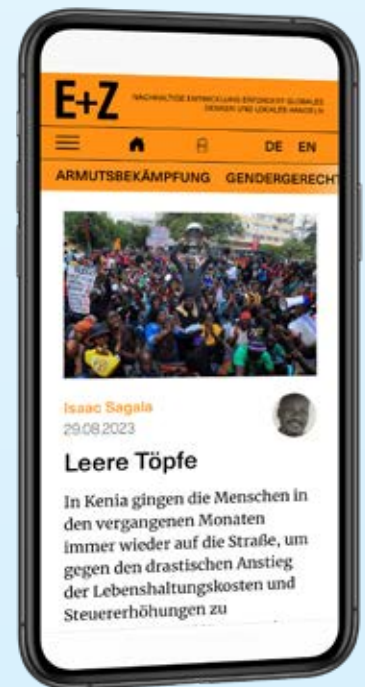 E+Z
NACHHALTIGE ENTWICKLUNG ERFORDERT GLOBALES
DENKEN UND LOKALES HANDELN
DE EN
ARMUTSBEKÄMPFUNG GENDERGERECHT
Isaac Sagala
29.08.2023
Leere Töpfe
In Kenia gingen die Menschen in
den vergangenen Monaten
immer wieder auf die Straße, um
gegen den drastischen Anstieg
der Lebenshaltungskosten und
Steuererhöhungen zu